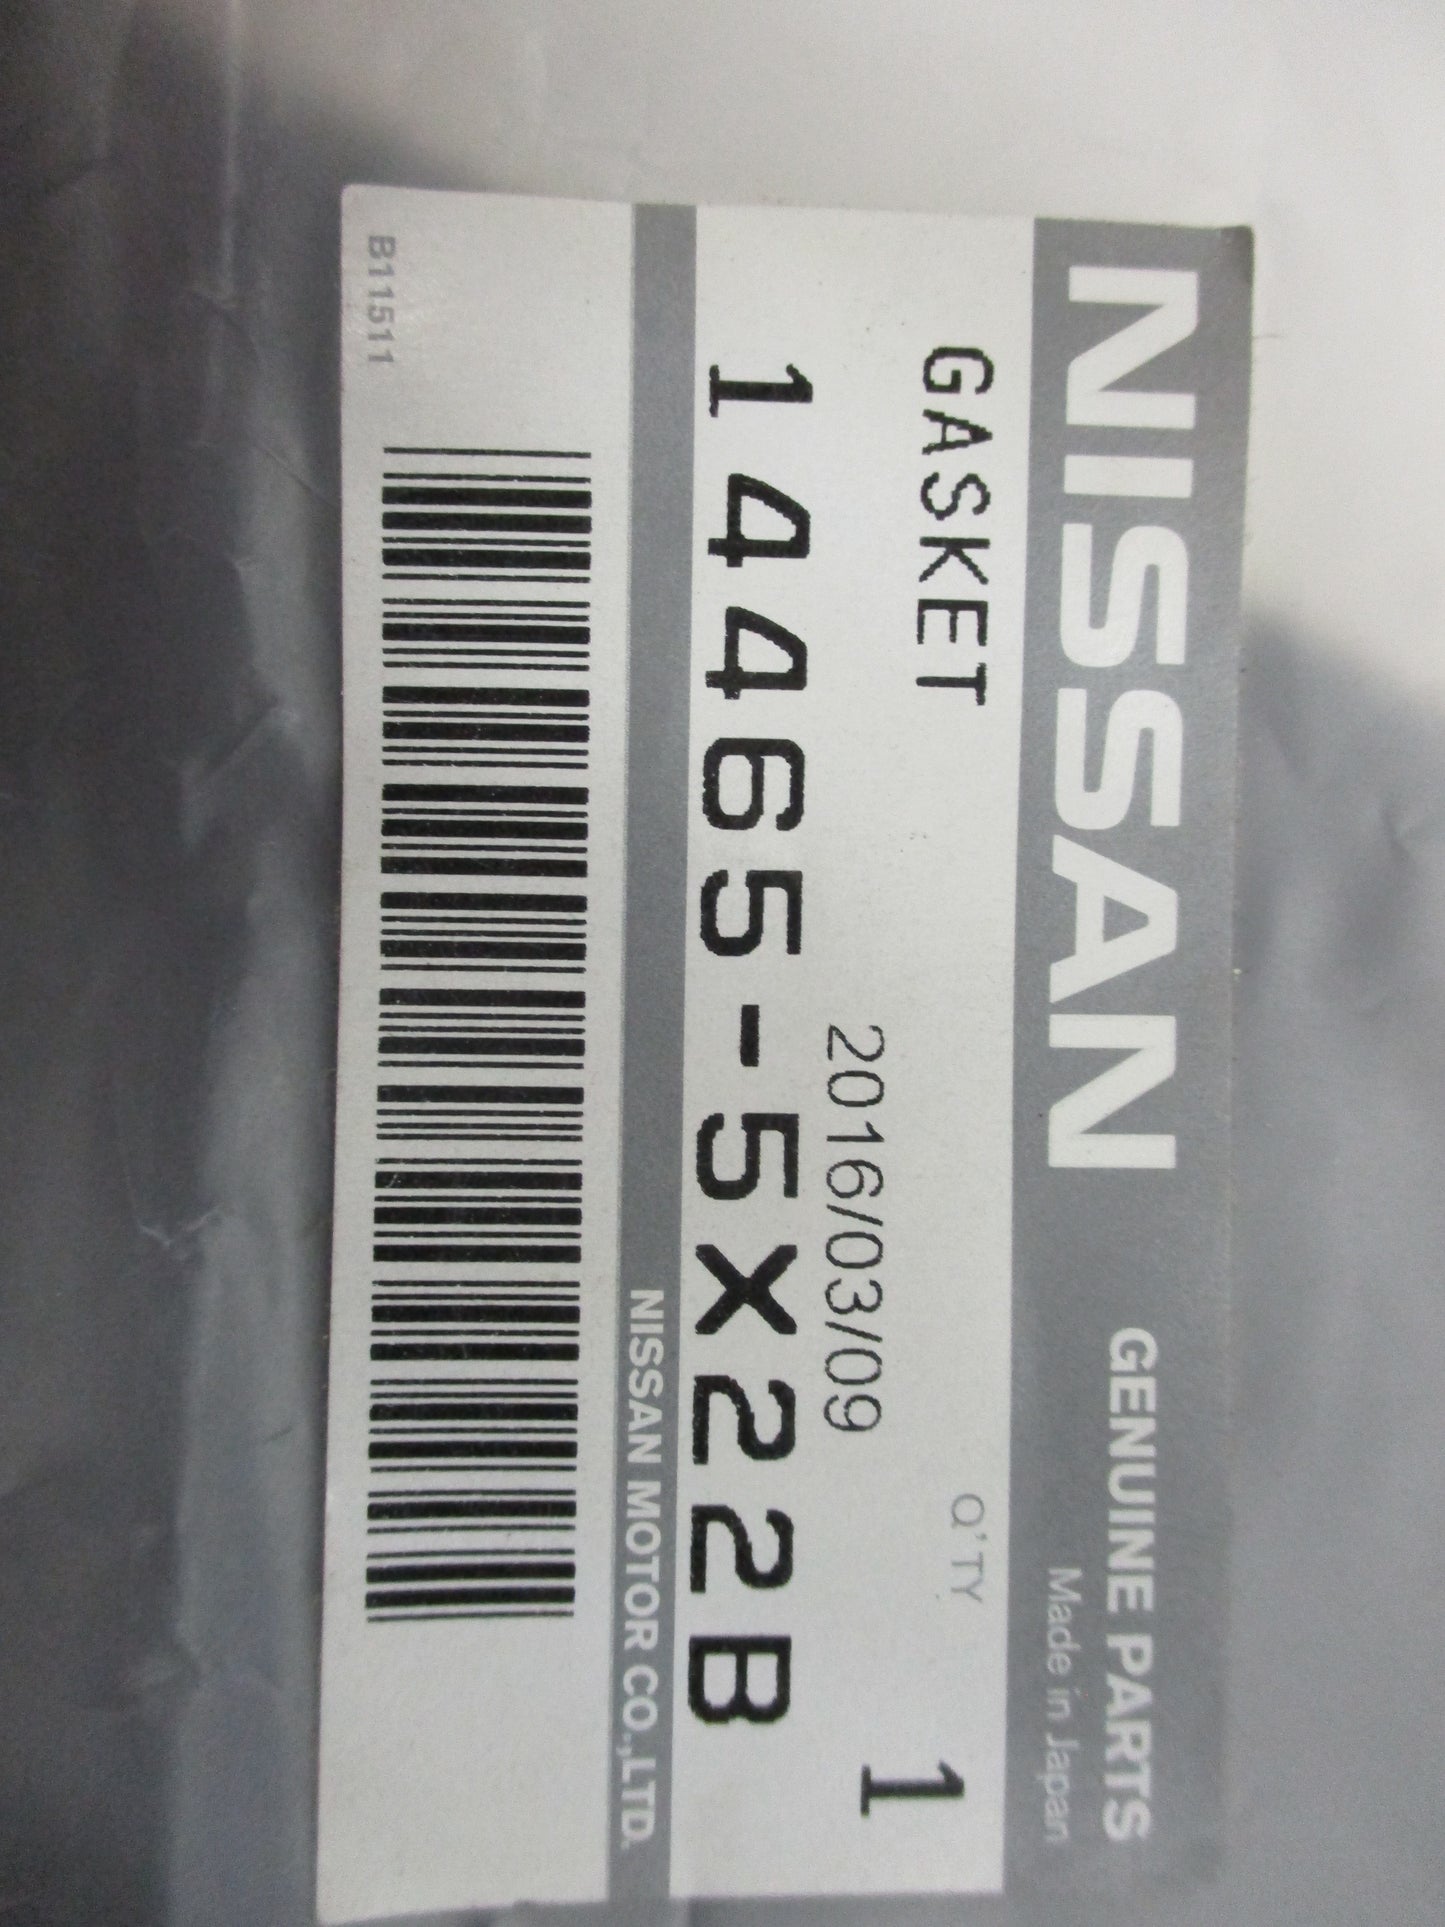 NISSAN GENUINE PARTS
Made in Japan
GASKET Q'TY
1
2016/03/09
14465-5X22B
NISSAN MOTOR CO.,LTD.
B11511